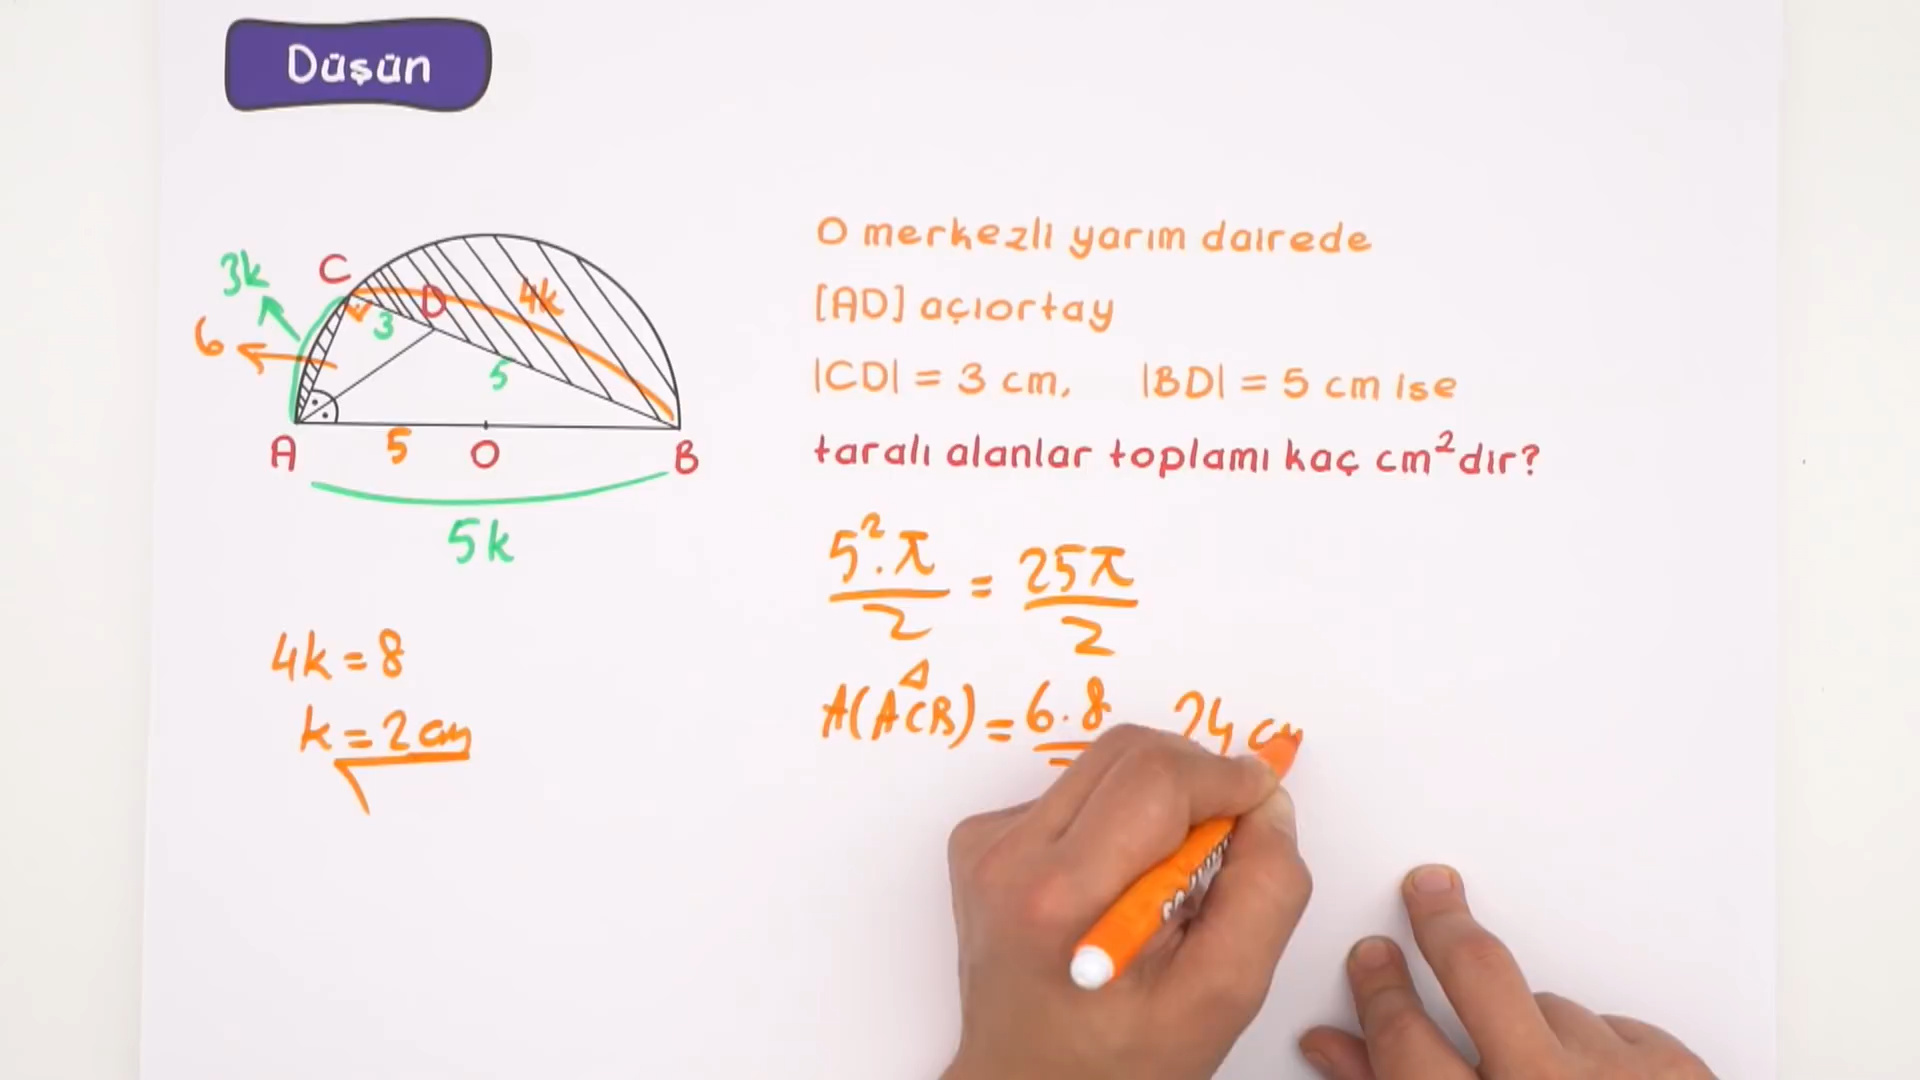 Düşün
O merkezli yarım dairede
[AD] açıortay
|CD| = 3 cm, |BD| = 5 cm ise
taralı alanlar toplamı kaç cm²dir?
3k
C
D
4k
3
6
5
A
5
O
B
5k
5².π/2 = 25π/2
4k = 8
k = 2 cm
A(ACB) = 6.8 24 cm